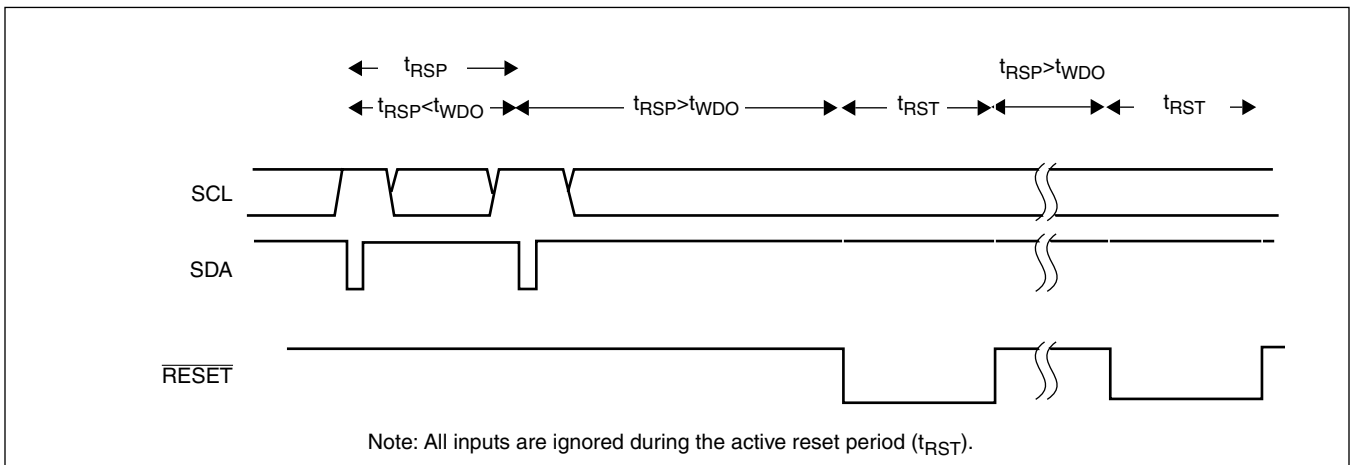 tRSP
tRSP>tWDO
tRSP<tWDO
tRSP>tWDO
tRST
tRST
SCL
SDA
RESET
Note: All inputs are ignored during the active reset period (tRST).